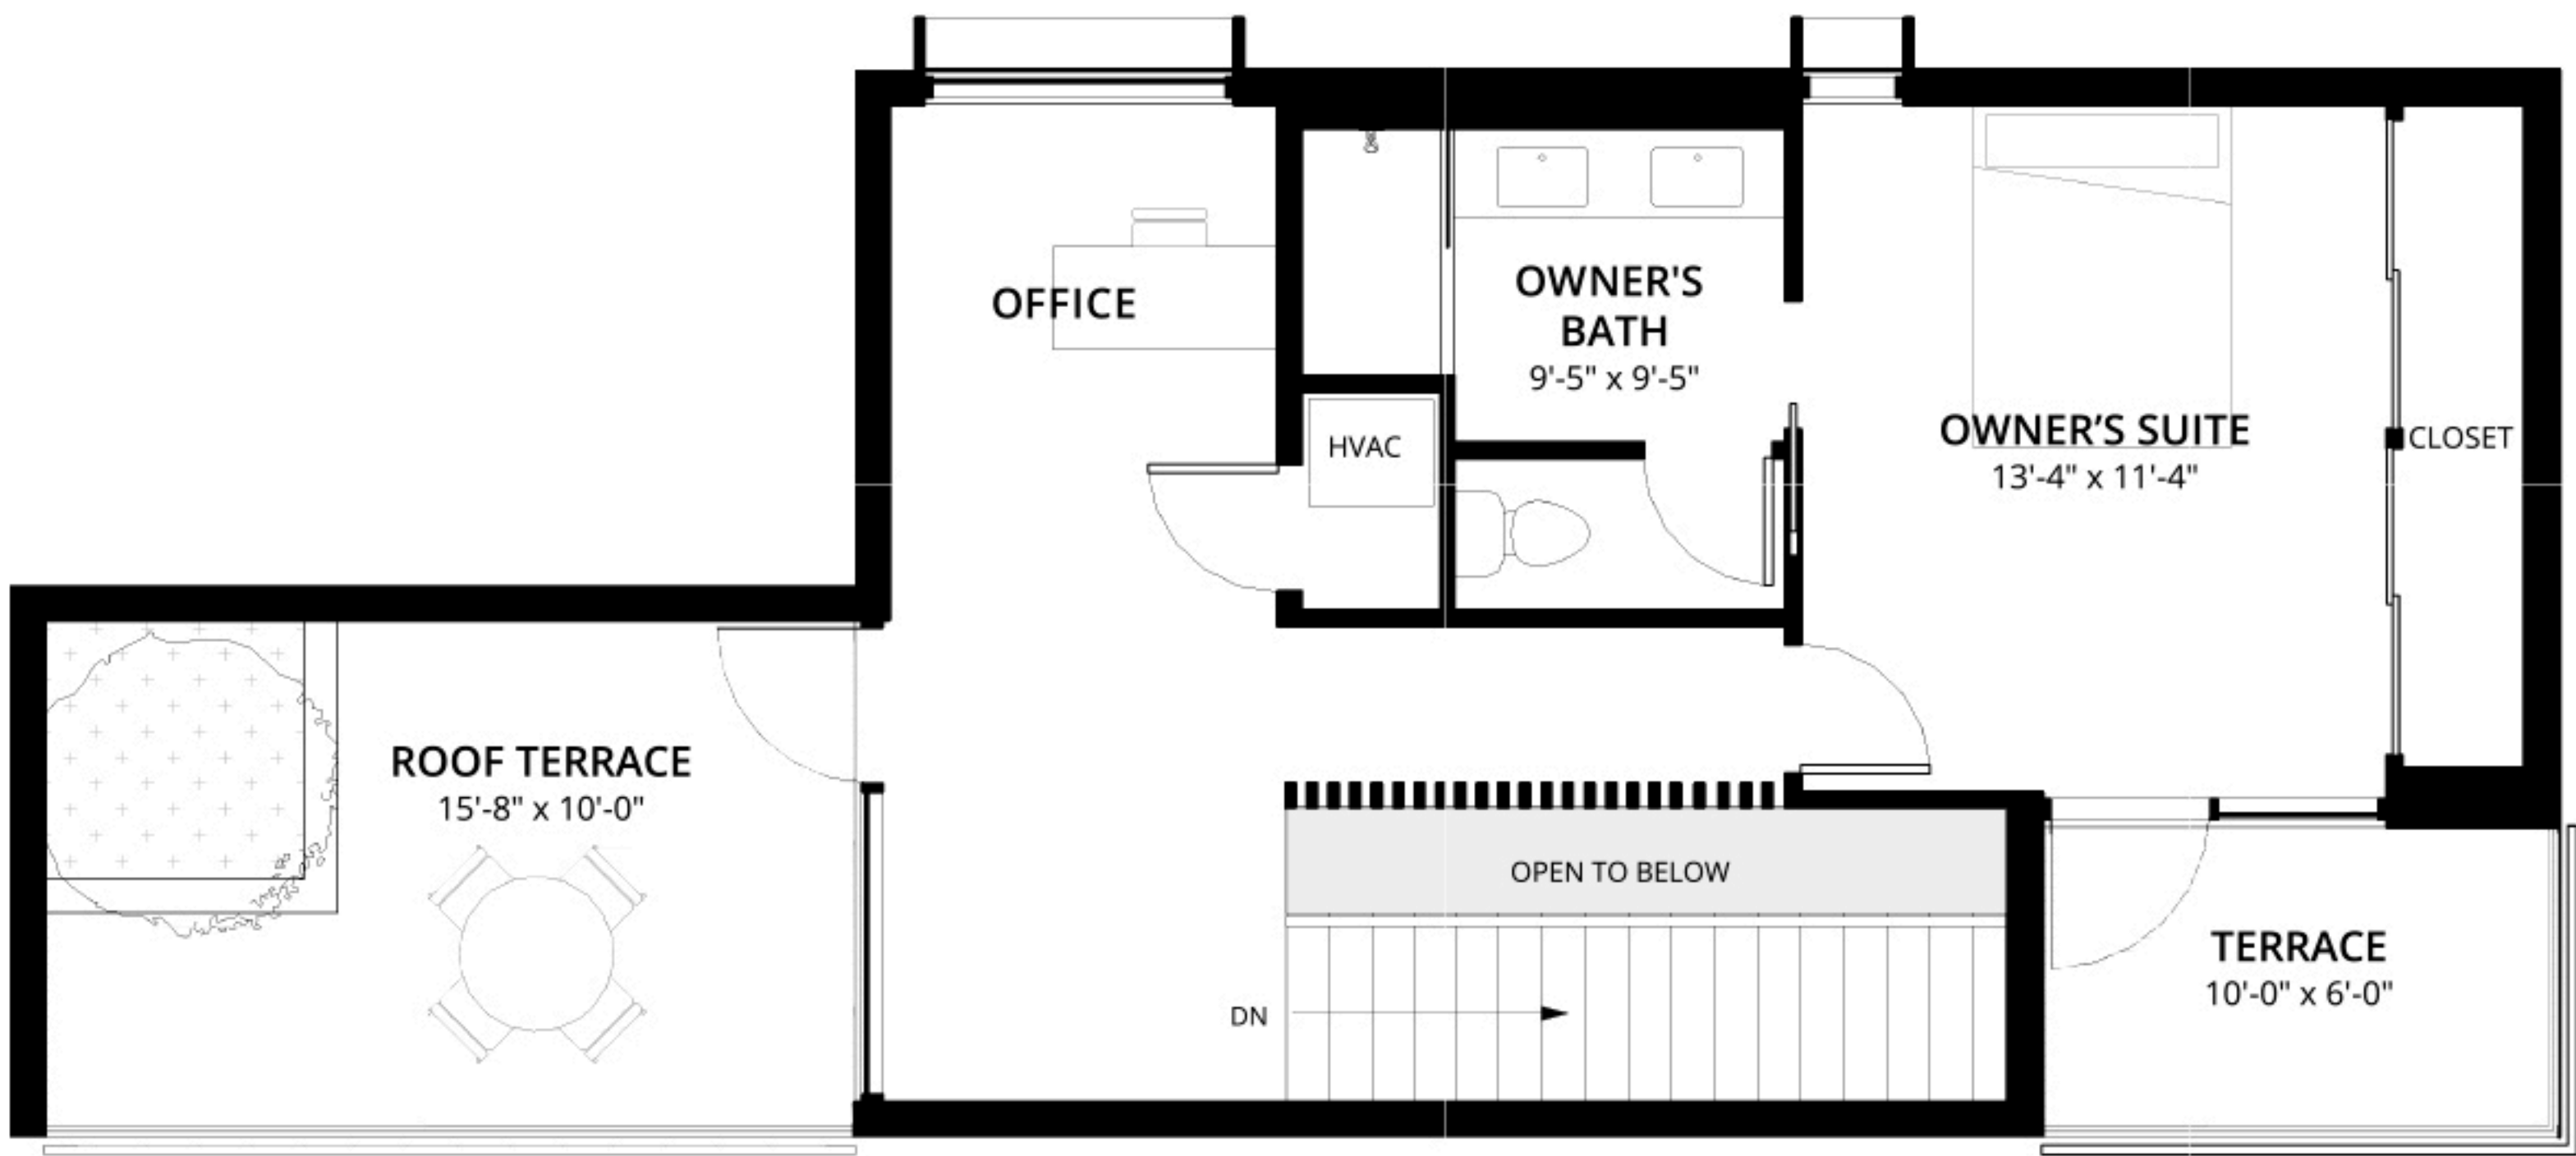 OFFICE
OWNER'S
BATH
9'-5" x 9'-5"
HVAC
OWNER’S SUITE
13'-4" x 11'-4"
CLOSET
ROOF TERRACE
15'-8" x 10'-0"
OPEN TO BELOW
DN
TERRACE
10'-0" x 6'-0"